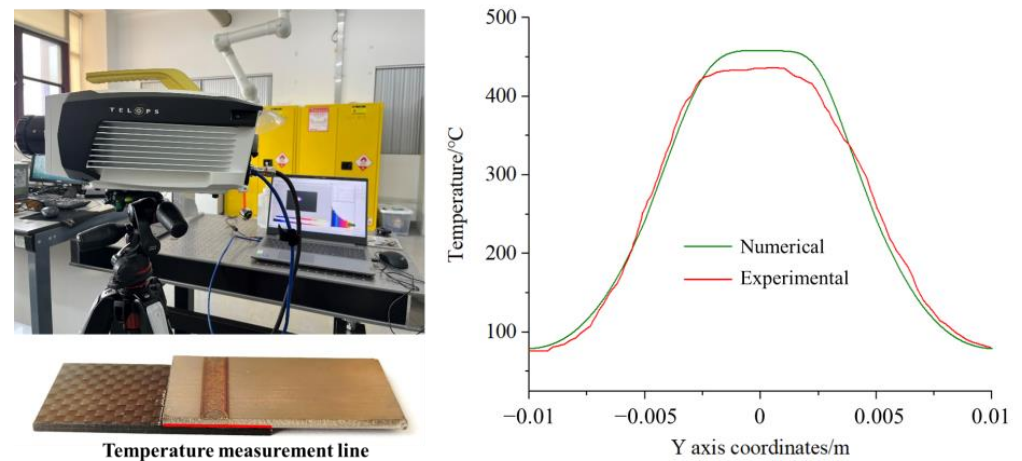 TELOPS
Temperature measurement line
500
400
300
200
100
Temperature/°C
Numerical
Experimental
−0.01
−0.005
0
0.005
0.01
Y axis coordinates/m